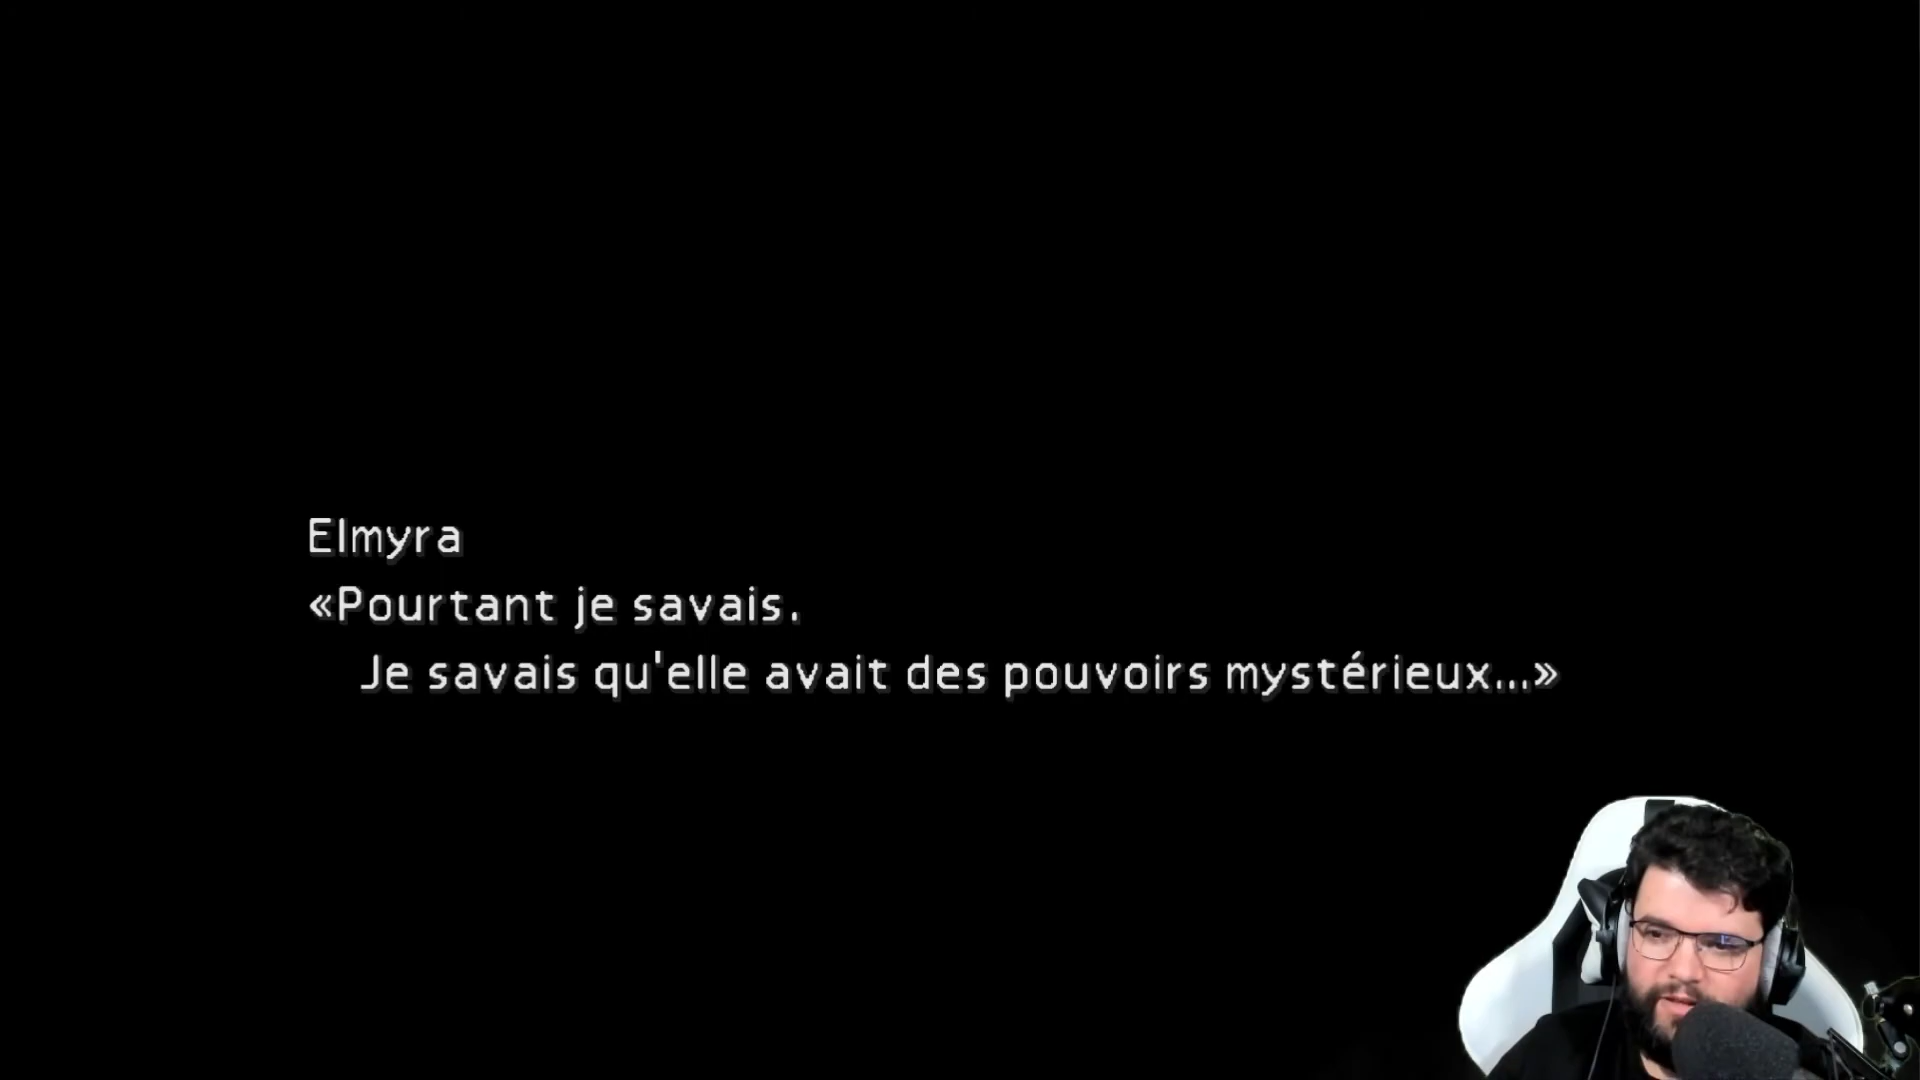 Elmyra
«Pourtant je savais.
Je savais qu'elle avait des pouvoirs mystérieux...»